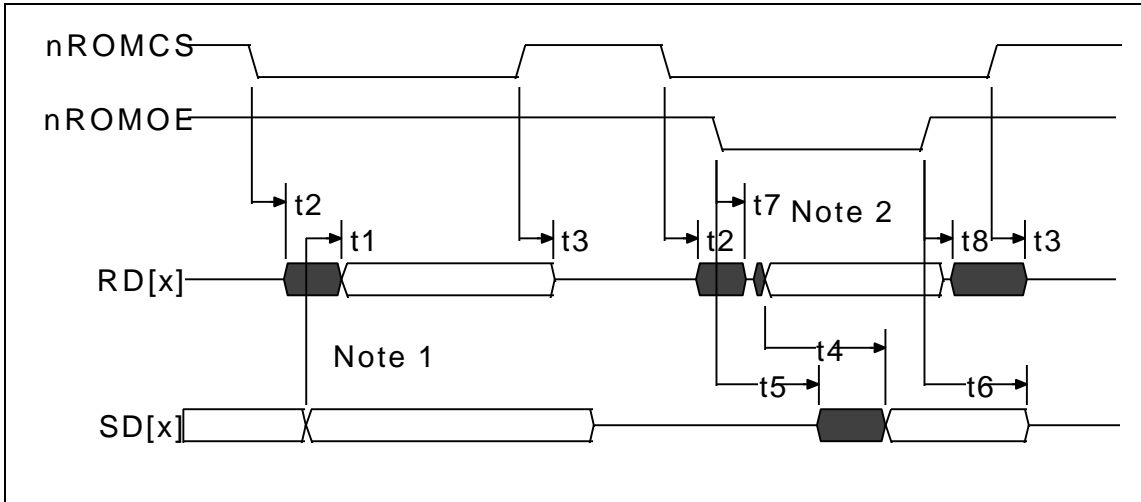 nROMCS
nROMOE
t2
t7
Note 2
t1
t3
t2
t8
t3
RD[x]
Note 1
t4
t5
t6
SD[x]